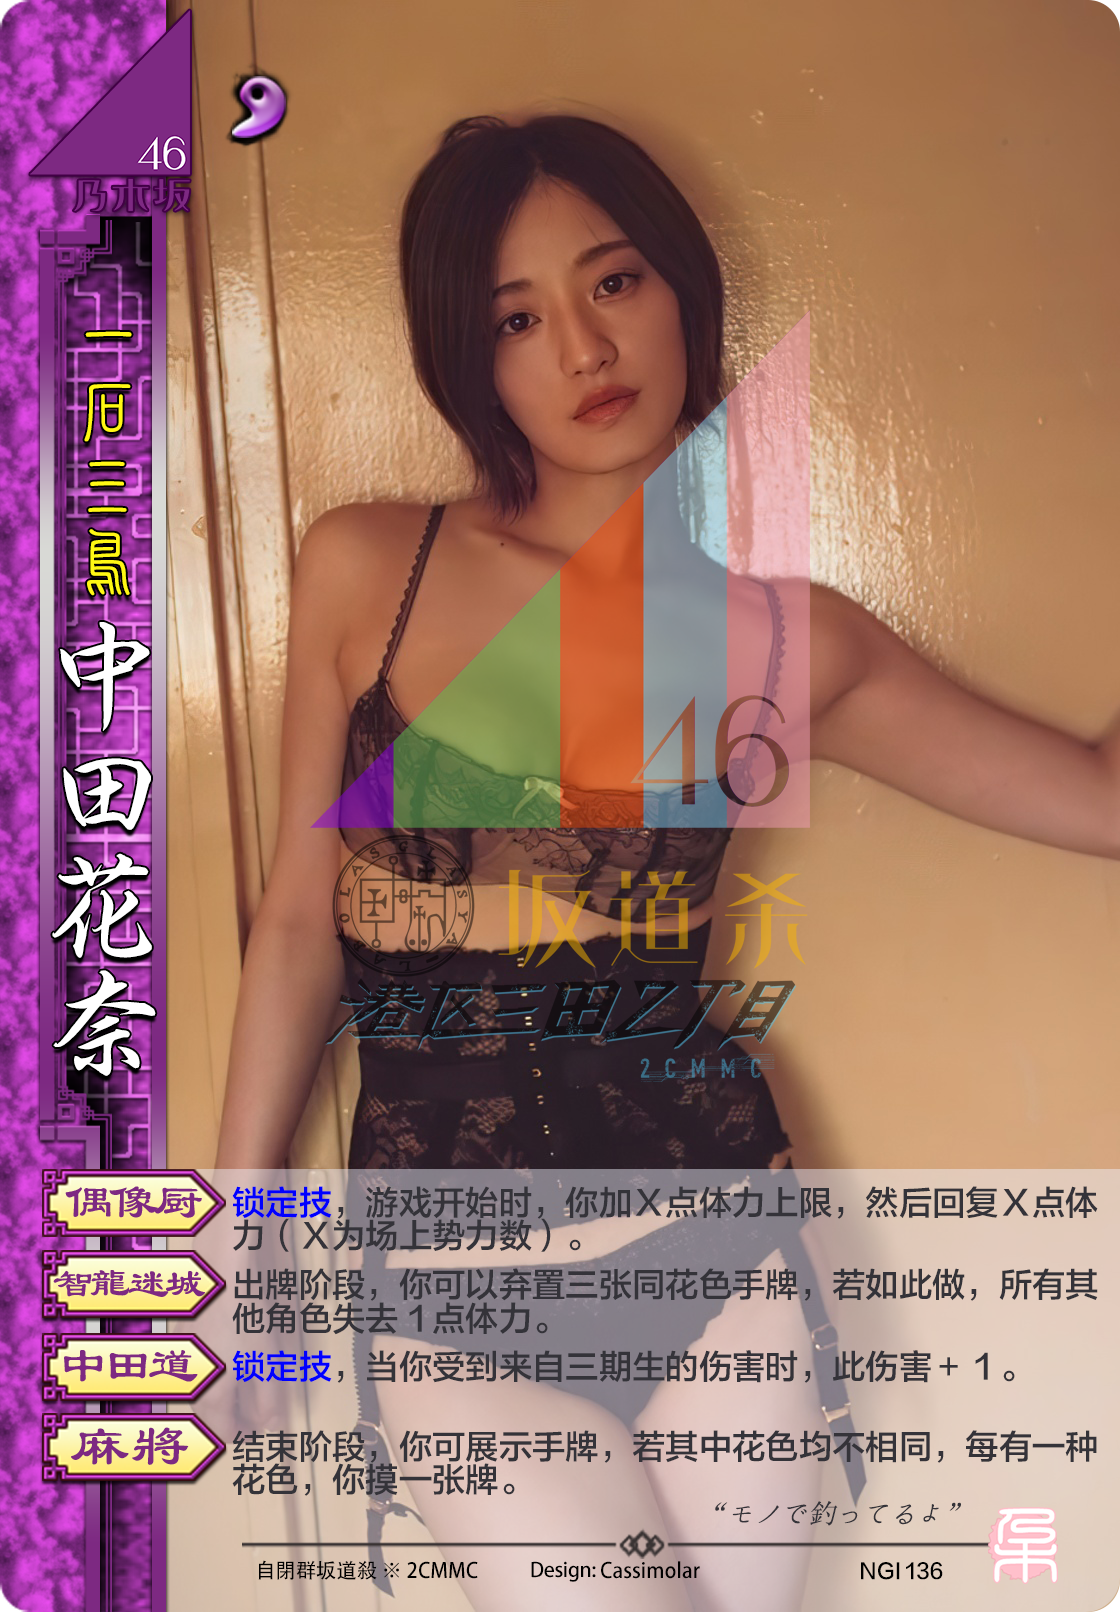 46
乃木坂
一石三鳥
中田花奈
46
坂道杀
港区三田乙丁目
2CMMC
偶像厨
锁定技，游戏开始时，你加X点体力上限，然后回复X点体
力（X为场上势力数）。
智龍迷城
出牌阶段，你可以弃置三张同花色手牌，若如此做，所有其
他角色失去1点体力。
中田道
锁定技，当你受到来自三期生的伤害时，此伤害+1。
麻將
结束阶段，你可展示手牌，若其中花色均不相同，每有一种
花色，你摸一张牌。
“モノで釣ってるよ”
自閉群坂道殺 ※ 2CMMC
Design: Cassimolar
NGI136